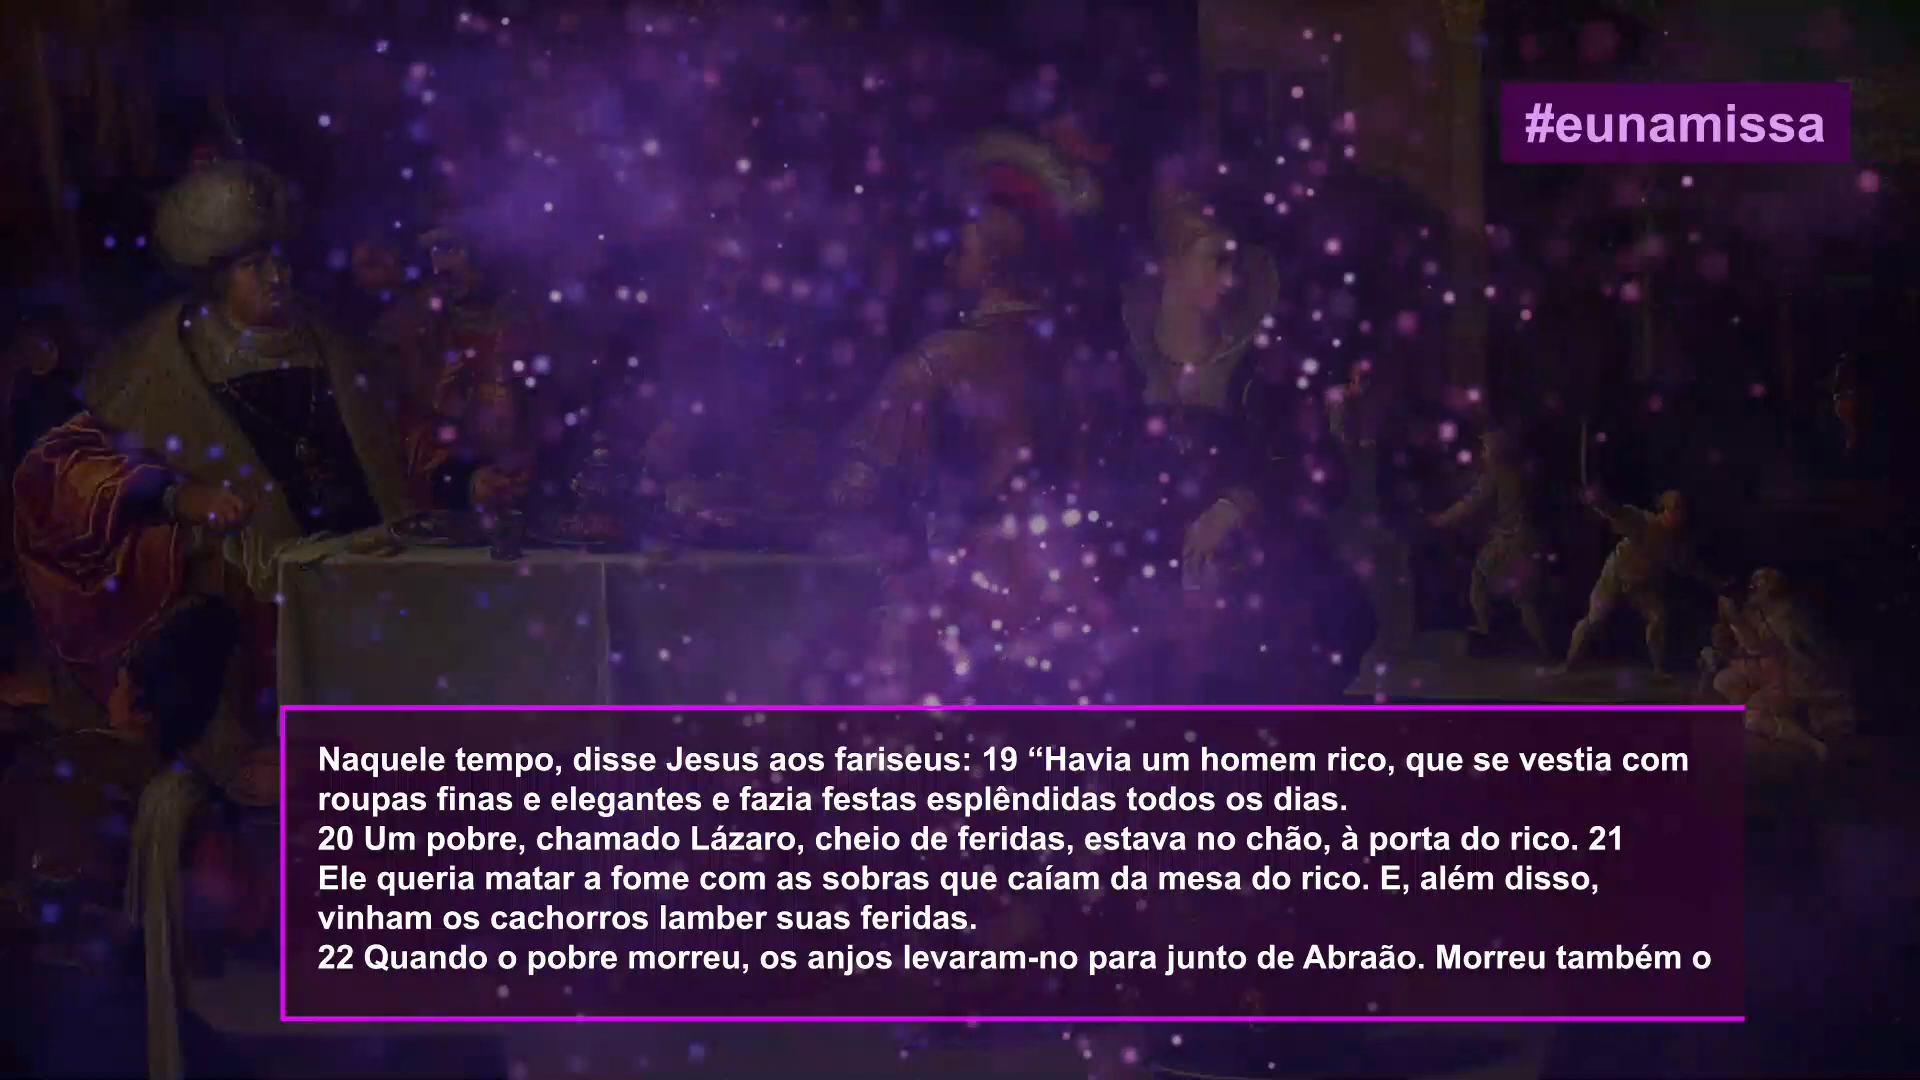 #eunamissa
Naquele tempo, disse Jesus aos fariseus: 19 “Havia um homem rico, que se vestia com
roupas finas e elegantes e fazia festas esplêndidas todos os dias.
20 Um pobre, chamado Lázaro, cheio de feridas, estava no chão, à porta do rico. 21
Ele queria matar a fome com as sobras que caíam da mesa do rico. E, além disso,
vinham os cachorros lamber suas feridas.
22 Quando o pobre morreu, os anjos levaram-no para junto de Abraão. Morreu também o